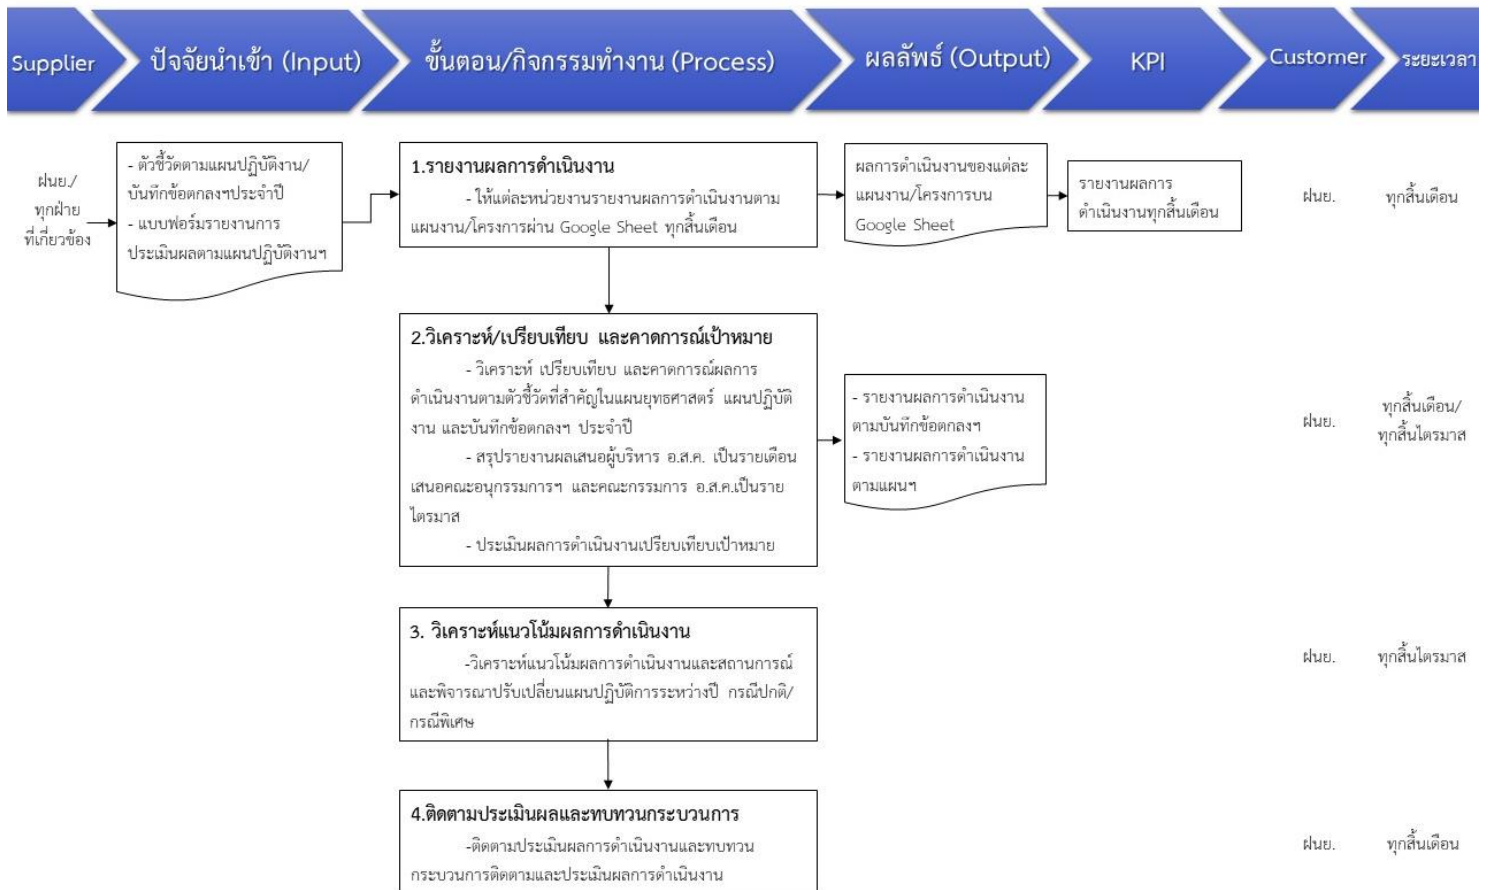 Supplier
ปัจจัยนำเข้า (Input)
ขั้นตอน/กิจกรรมทำงาน (Process)
ผลลัพธ์ (Output)
KPI
Customer
ระยะเวลา
ฝนย./
ทุกฝ่าย
ที่เกี่ยวข้อง
- ตัวชี้วัดตามแผนปฏิบัติงาน/
บันทึกข้อตกลงฯประจำปี
- แบบฟอร์มรายงานการ
ประเมินผลตามแผนปฏิบัติงานฯ
1.รายงานผลการดำเนินงาน
- ให้แต่ละหน่วยงานรายงานผลการดำเนินงานตาม
แผนงาน/โครงการผ่าน Google Sheet ทุกสิ้นเดือน
ผลการดำเนินงานของแต่ละ
แผนงาน/โครงการบน
Google Sheet
รายงานผลการ
ดำเนินงานทุกสิ้นเดือน
ฝนย.
ทุกสิ้นเดือน
2.วิเคราะห์/เปรียบเทียบ และคาดการณ์เป้าหมาย
- วิเคราะห์ เปรียบเทียบ และคาดการณ์ผลการ
ดำเนินงานตามตัวชี้วัดที่สำคัญในแผนยุทธศาสตร์ แผนปฏิบัติ
งาน และบันทึกข้อตกลงฯ ประจำปี
- สรุปรายงานผลเสนอผู้บริหาร อ.ส.ค. เป็นรายเดือน
เสนอคณะอนุกรรมการฯ และคณะกรรมการ อ.ส.ค.เป็นราย
ไตรมาส
- ประเมินผลการดำเนินงานเปรียบเทียบเป้าหมาย
- รายงานผลการดำเนินงาน
ตามบันทึกข้อตกลงฯ
- รายงานผลการดำเนินงาน
ตามแผนฯ
ฝนย.
ทุกสิ้นเดือน/
ทุกสิ้นไตรมาส
3. วิเคราะห์แนวโน้มผลการดำเนินงาน
-วิเคราะห์แนวโน้มผลการดำเนินงานและสถานการณ์
และพิจารณาปรับเปลี่ยนแผนปฏิบัติการระหว่างปี กรณีปกติ/
กรณีพิเศษ
ฝนย.
ทุกสิ้นไตรมาส
4.ติดตามประเมินผลและทบทวนกระบวนการ
-ติดตามประเมินผลการดำเนินงานและทบทวน
กระบวนการติดตามและประเมินผลการดำเนินงาน
ฝนย.
ทุกสิ้นเดือน